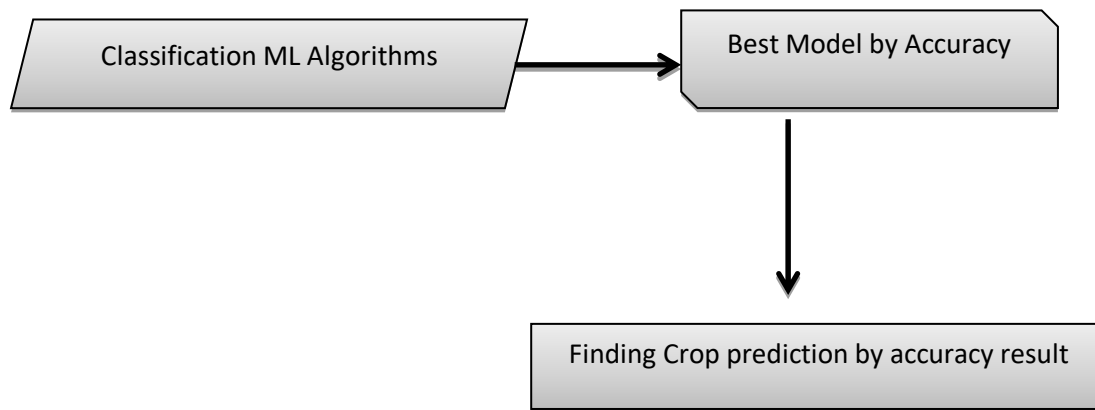 Classification ML Algorithms
Best Model by Accuracy
Finding Crop prediction by accuracy result